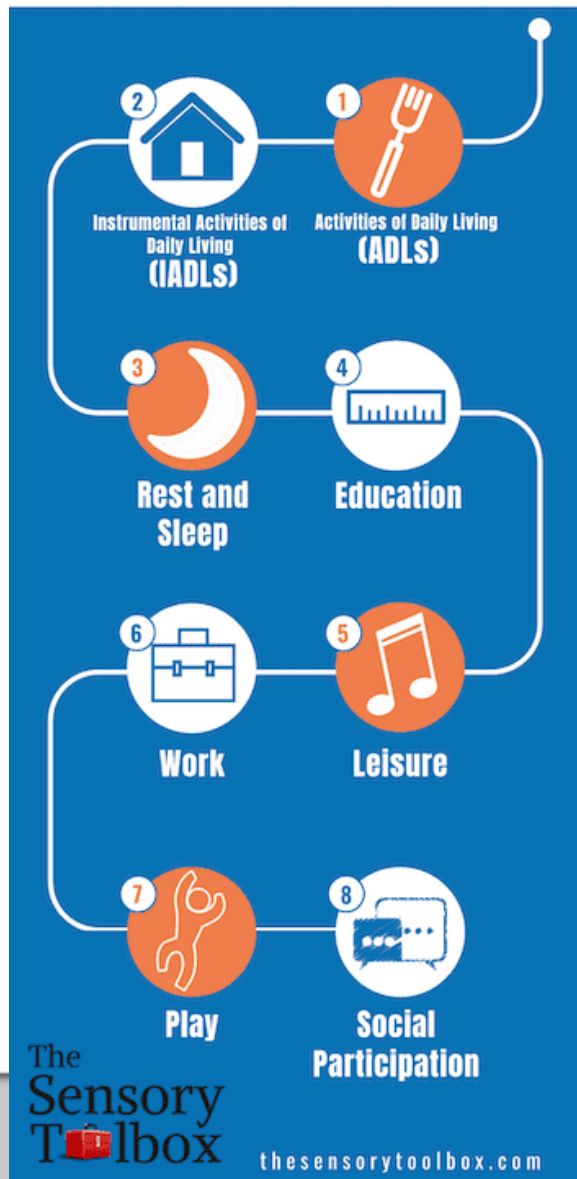 1
Activities of Daily Living
(ADLs)
2
Instrumental Activities of
Daily Living
(IADLs)
3
Rest and
Sleep
4
Education
5
Leisure
6
Work
7
Play
8
Social
Participation
The
Sensory
Toolbox
thesensorytoolbox.com